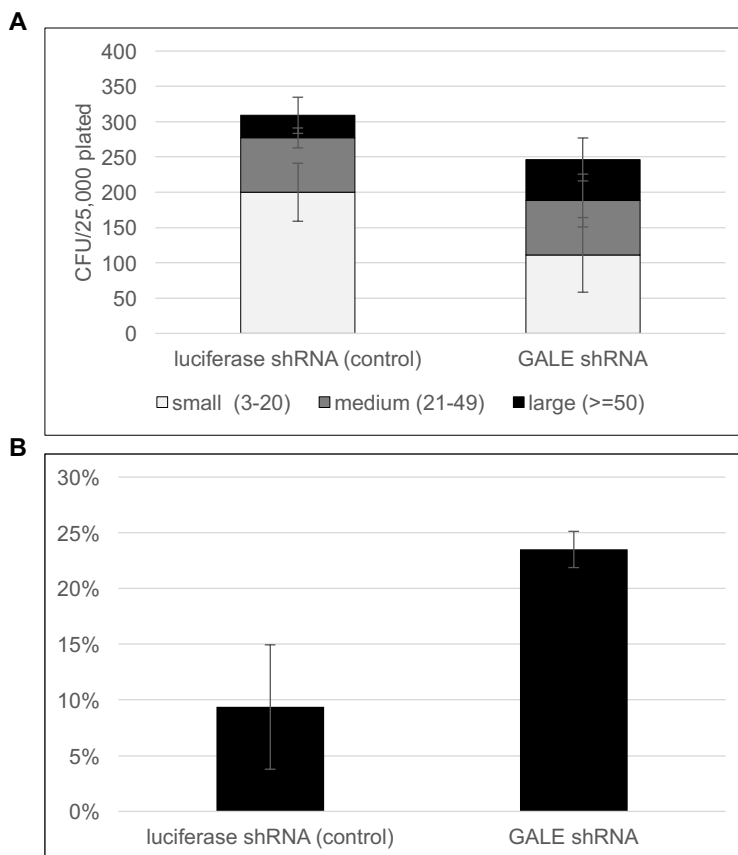 A
400
350
300
250
200
150
100
50
0
CFU/25,000 plated
luciferase shRNA (control) GALE shRNA
small (3-20) medium (21-49) large (>=50)
B
30%
25%
20%
15%
10%
5%
0%
luciferase shRNA (control) GALE shRNA